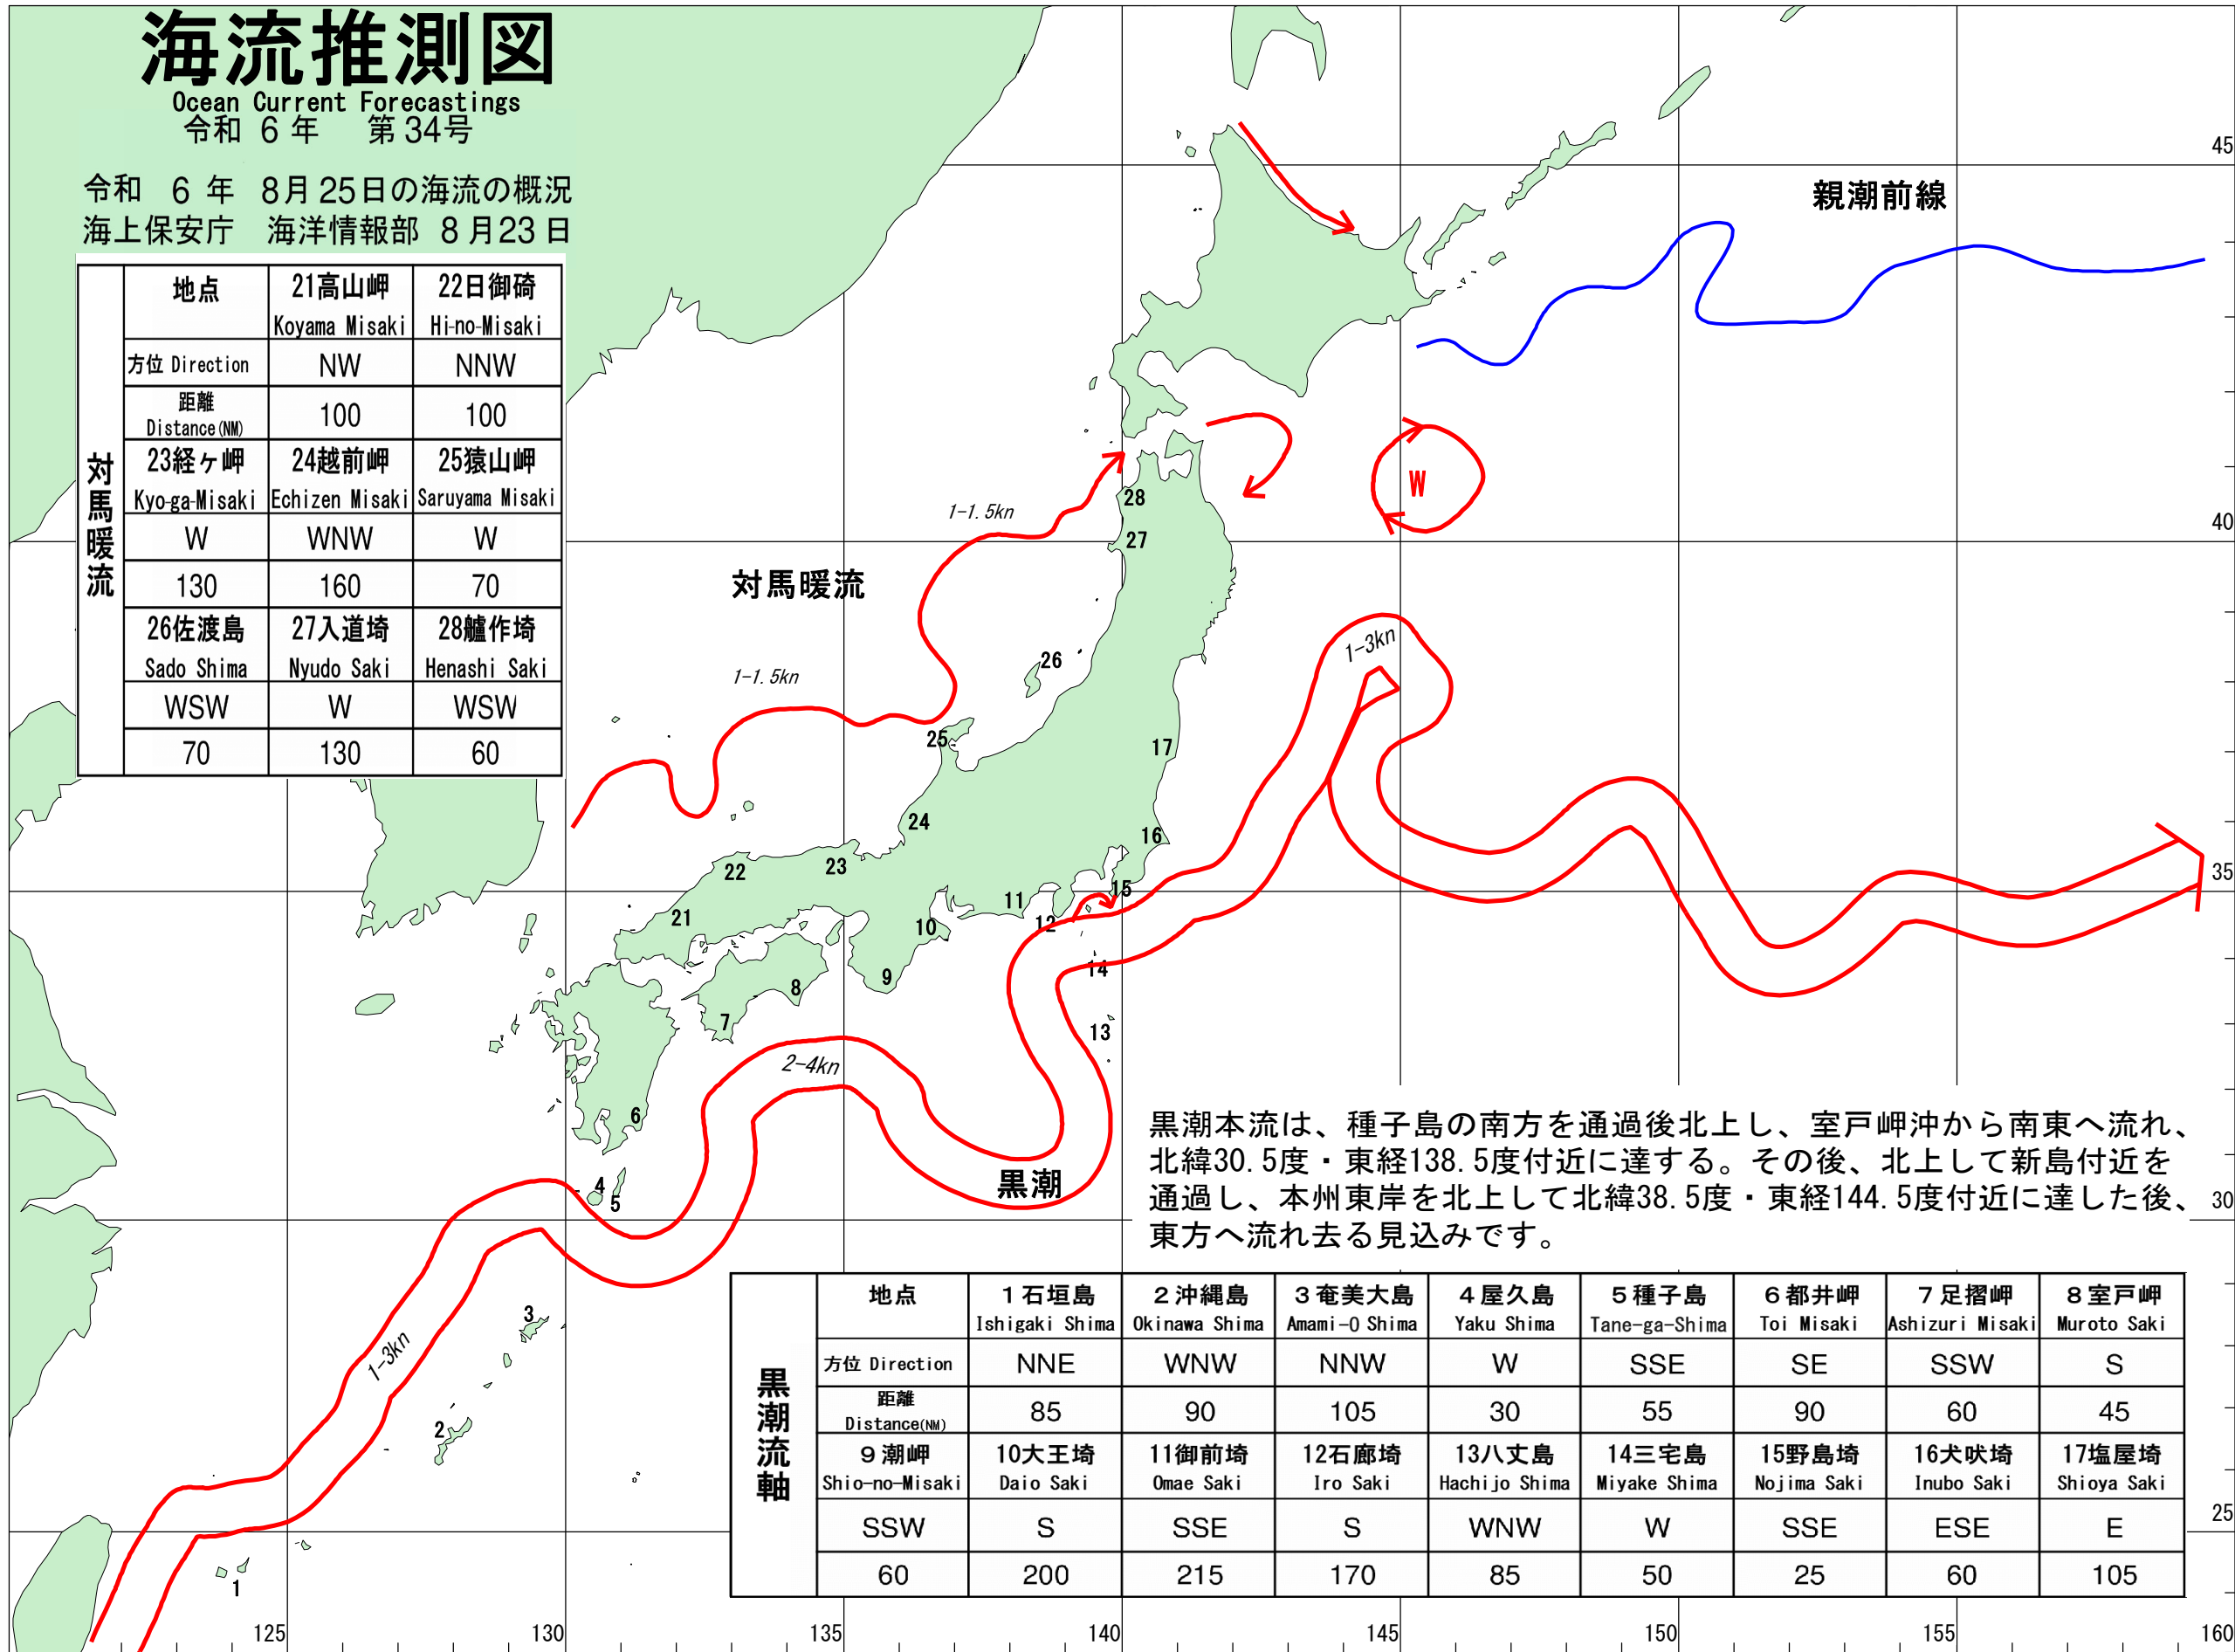 海流推測図
Ocean Current Forecastings
令和 6 年 第 34号
令和 6 年 8月 25日の海流の概況
海上保安庁 海洋情報部 8 月23 日
対馬暖流
地点 21高山岬 22日御碕
Koyama Misaki Hi-no-Misaki
方位 Direction NW NNW
距離 Distance(NM) 100 100
23経ヶ岬 24越前岬 25猿山岬
Kyo-ga-Misaki Echizen Misaki Saruyama Misaki
W WNW W
130 160 70
26佐渡島 27入道埼 28艫作埼
Sado Shima Nyudo Saki Henashi Saki
WSW W WSW
70 130 60
親潮前線
45
W
1-1.5kn
28
40
27
対馬暖流
1-3kn
26
1-1.5kn
25
17
24
16
23
22
35
15
11
21
12
10
14
9
8
7
13
2-4kn
6
黒潮
4
5
30
3
1-3kn
2
25
1
黒潮本流は、種子島の南方を通過後北上し、室戸岬沖から南東へ流れ、
北緯30.5度・東経138.5度付近に達する。その後、北上して新島付近を
通過し、本州東岸を北上して北緯38.5度・東経144.5度付近に達した後、
東方へ流れ去る見込みです。
黒潮流軸
地点 1石垣島 2沖縄島 3奄美大島 4屋久島 5種子島 6都井岬 7足摺岬 8室戸岬
Ishigaki Shima Okinawa Shima Amami-O Shima Yaku Shima Tane-ga-Shima Toi Misaki Ashizuri Misaki Muroto Saki
方位 Direction NNE WNW NNW W SSE SE SSW S
距離 Distance(NM) 85 90 105 30 55 90 60 45
9潮岬 10大王埼 11御前埼 12石廊埼 13八丈島 14三宅島 15野島埼 16犬吠埼 17塩屋埼
Shio-no-Misaki Daio Saki Omae Saki Iro Saki Hachijo Shima Miyake Shima Nojima Saki Inubo Saki Shioya Saki
SSW S SSE S WNW W SSE ESE E
60 200 215 170 85 50 25 60 105
125 130 135 140 145 150 155 160